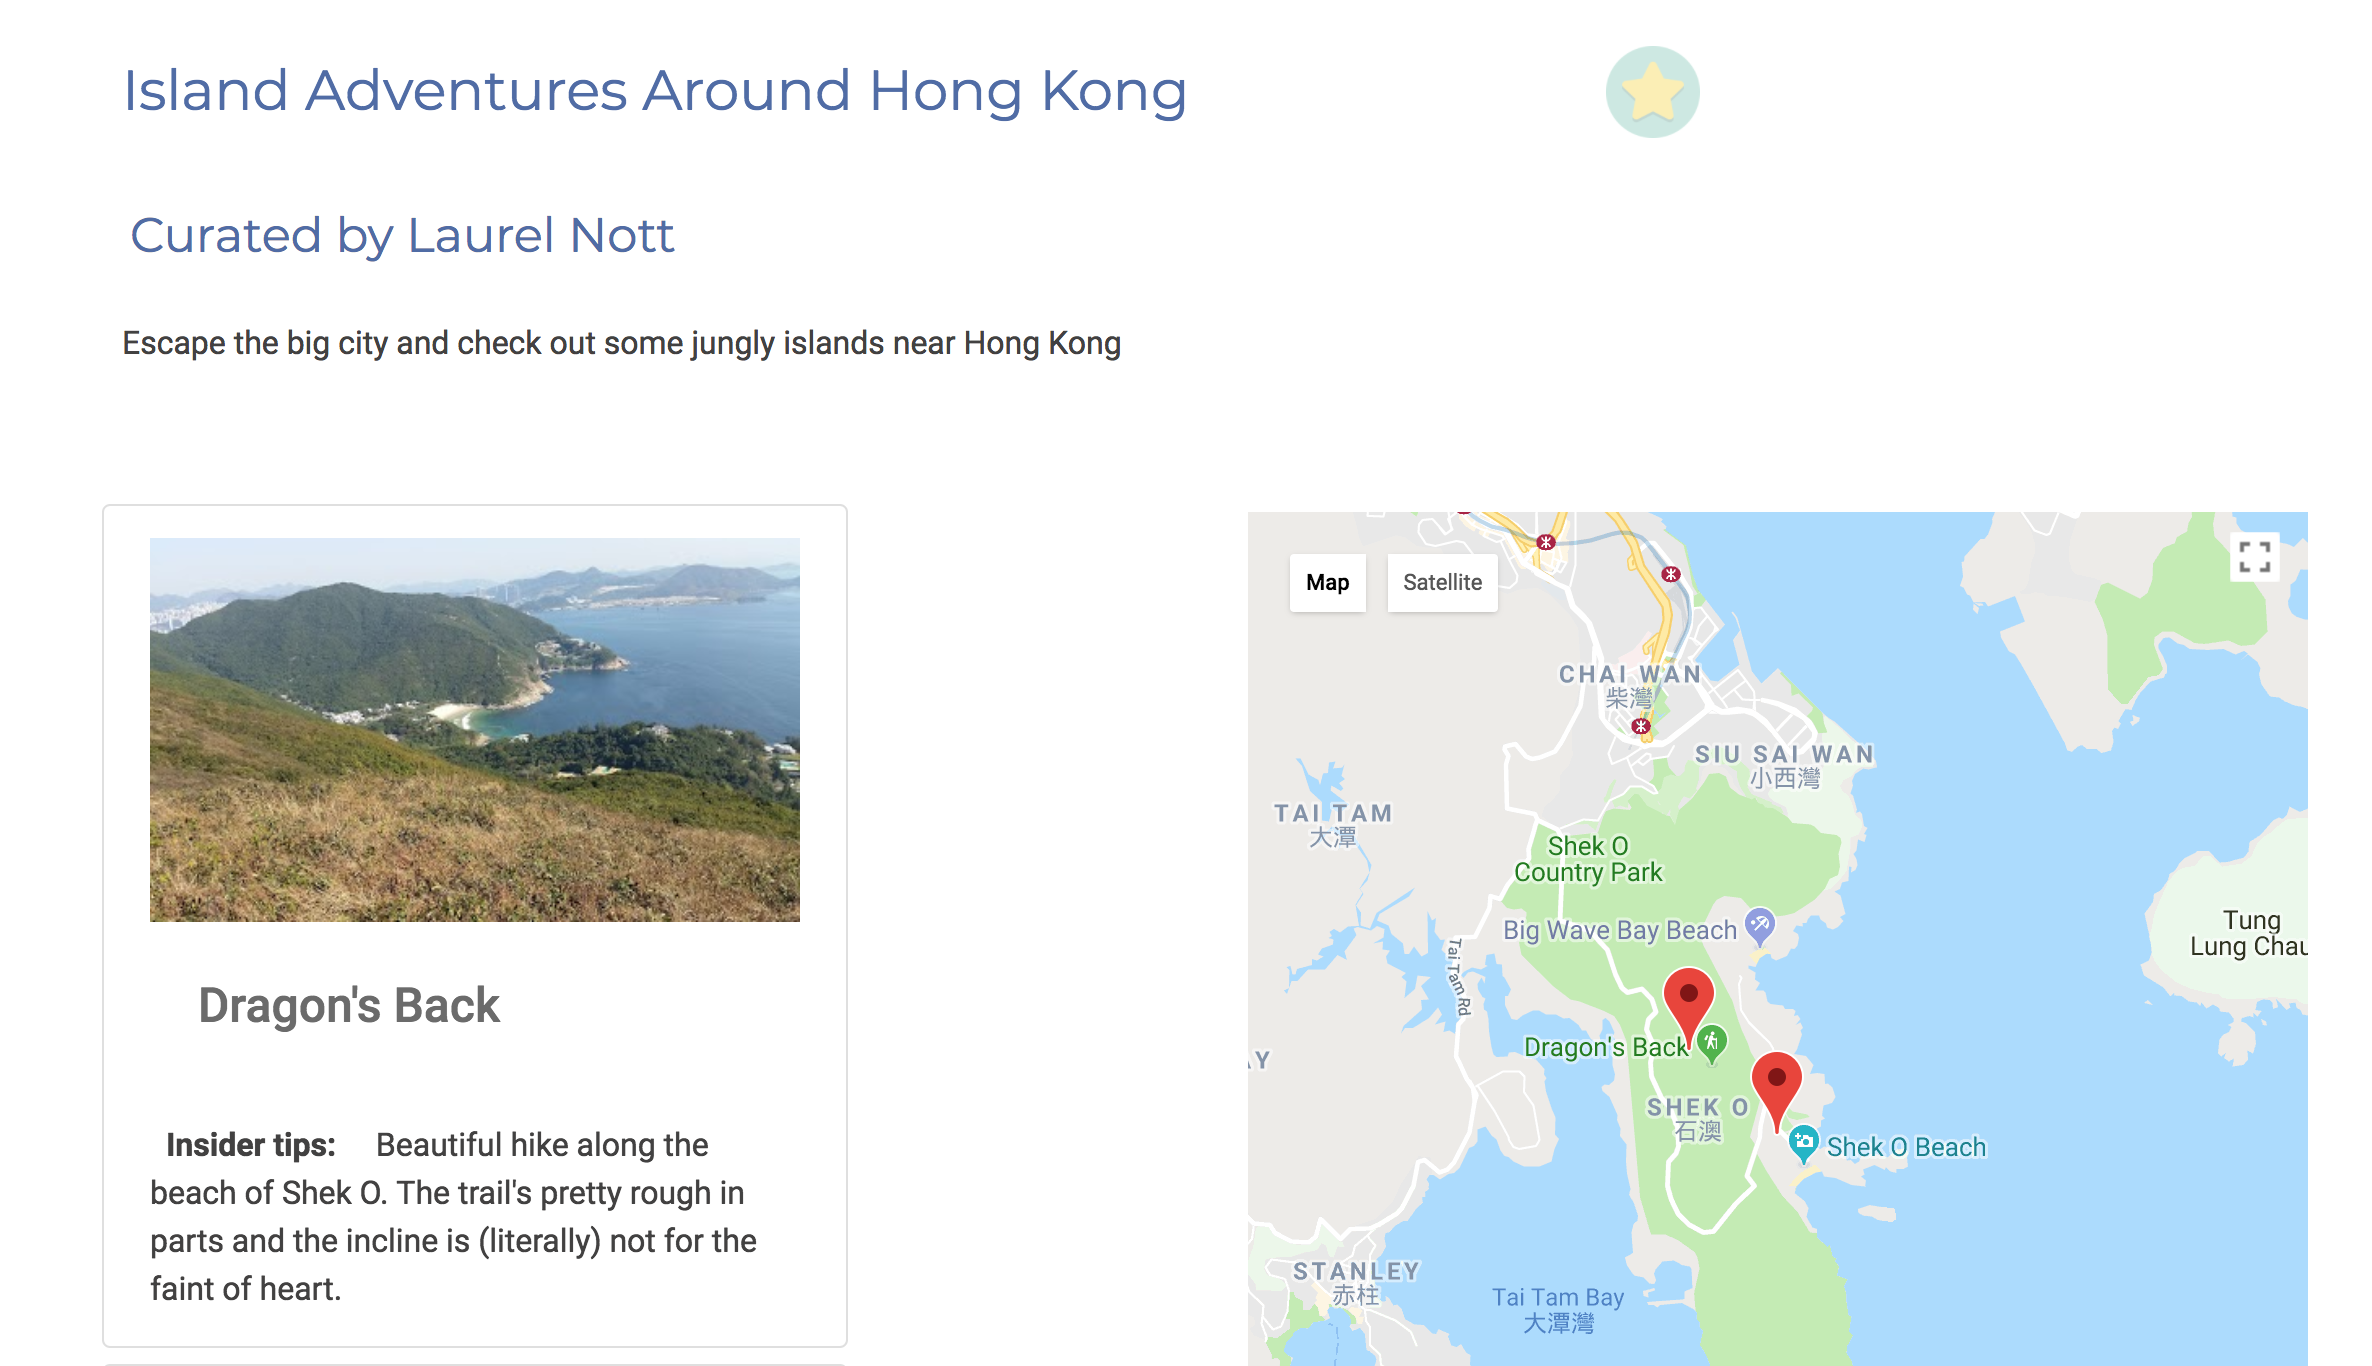 Island Adventures Around Hong Kong
Curated by Laurel Nott
Escape the big city and check out some jungly islands near Hong Kong
Dragon's Back
Insider tips: Beautiful hike along the
beach of Shek O. The trail's pretty rough in
parts and the incline is (literally) not for the
faint of heart.
Map
Satellite
CHAI WAN
柴灣
SIU SAI WAN
小西灣
TAI TAM
大潭
Shek O
Country Park
Big Wave Bay Beach
Tung
Lung Chau
Tai Tam Rd
Dragon's Back
AY
SHEK O
石澳
Shek O Beach
STANLEY
赤柱
Tai Tam Bay
大潭灣